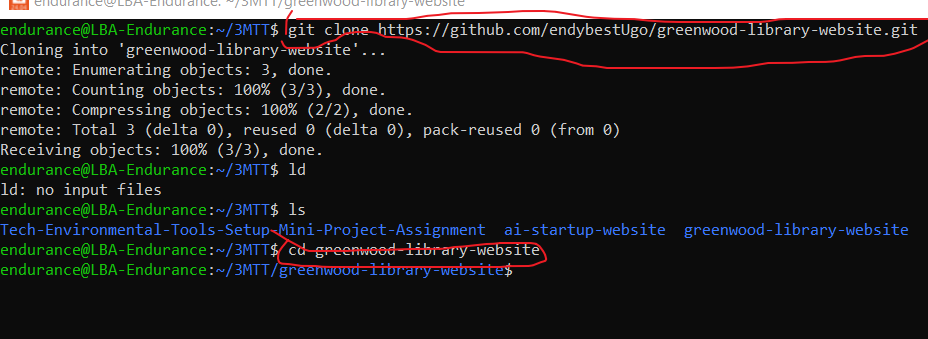 endurance@LBA-Endurance: ~/3MTT/greenwood-library-website
endurance@LBA-Endurance:~/3MTT$ git clone https://github.com/endybestUgo/greenwood-library-website.git
Cloning into 'greenwood-library-website'...
remote: Enumerating objects: 3, done.
remote: Counting objects: 100% (3/3), done.
remote: Compressing objects: 100% (2/2), done.
remote: Total 3 (delta 0), reused 0 (delta 0), pack-reused 0 (from 0)
Receiving objects: 100% (3/3), done.
endurance@LBA-Endurance:~/3MTT$ ld
ld: no input files
endurance@LBA-Endurance:~/3MTT$ ls
Tech-Environmental-Tools-Setup-Mini-Project-Assignment  ai-startup-website  greenwood-library-website
endurance@LBA-Endurance:~/3MTT$ cd greenwood-library-website
endurance@LBA-Endurance:~/3MTT/greenwood-library-website$